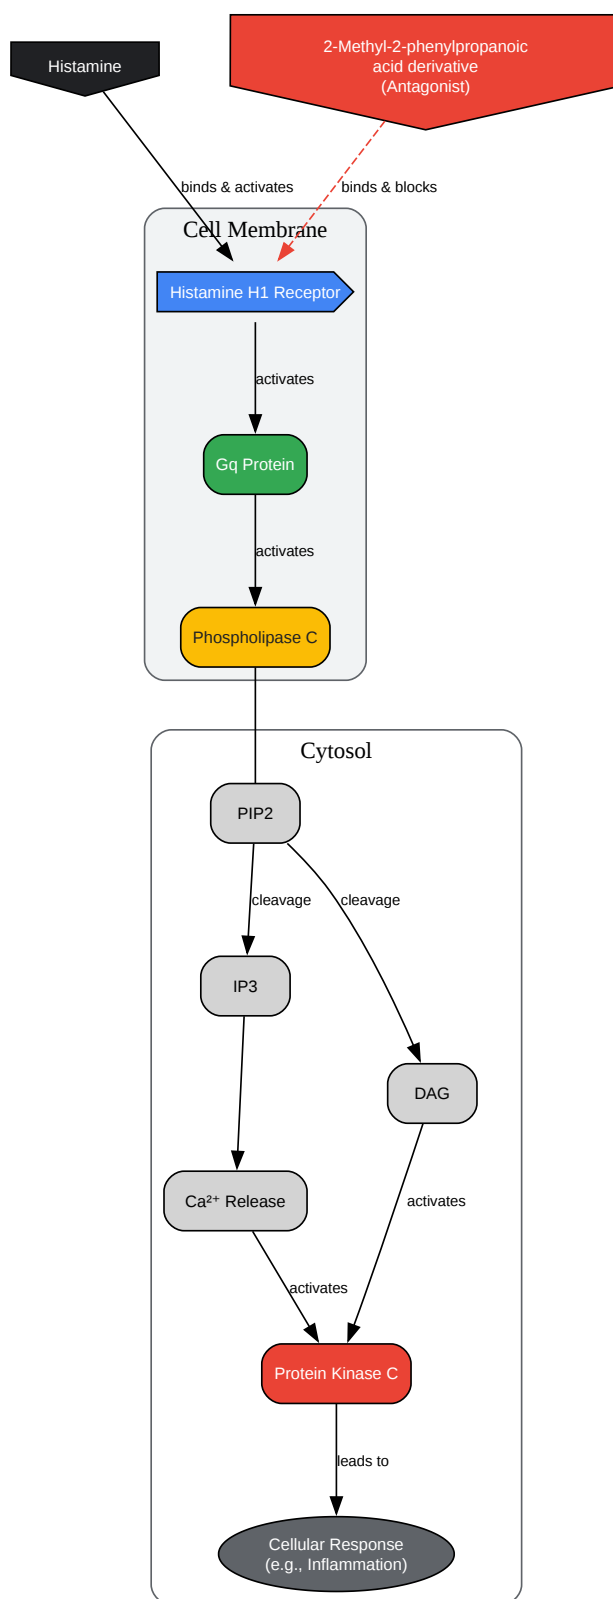 Histamine
2-Methyl-2-phenylpropanoic
acid derivative
(Antagonist)
binds & activates
binds & blocks
Cell Membrane
Histamine H1 Receptor
activates
Gq Protein
activates
Phospholipase C
Cytosol
PIP2
cleavage
cleavage
IP3
DAG
Ca²⁺ Release
activates
activates
Protein Kinase C
leads to
Cellular Response
(e.g., Inflammation)